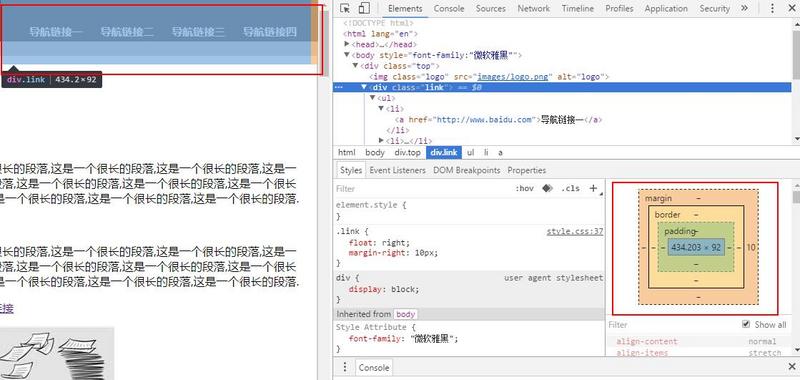 导航链接一 导航链接二 导航链接三 导航链接四
div.link | 434.2×92
很长的段落,这是一个很长的段落,这是一个很长的段落,这是一
的段落,这是一个很长的段落,这是一个很长的段落,这是一个很长
是一个很长的段落,这是一个很长的段落,这是一个很长的段落.
很长的段落,这是一个很长的段落,这是一个很长的段落,这是一
的段落,这是一个很长的段落,这是一个很长的段落,这是一个很长
是一个很长的段落,这是一个很长的段落,这是一个很长的段落.
链接
Elements Console Sources Network Timeline Profiles Application Security »
<!DOCTYPE html>
<html lang="en">
<head>…</head>
<body style="font-family:"微软雅黑"">
<div class="top">
<img class="logo" src="images/logo.png" alt="logo">
… <div class="link"> == $0
<ul>
<li>
<a href="http://www.baidu.com">导航链接一</a>
</li>
<li>…</li>
html body div.top div.link ul li a
Styles Event Listeners DOM Breakpoints Properties
Filter :hov .cls +
element.style {
}
.link { style.css:37
float: right;
margin-right: 10px;
}
div { user agent stylesheet
display: block;
}
Inherited from body
Style Attribute {
font-family: "微软雅黑";
}
margin –
border –
padding –
– – – 434.203 × 92 – – 10
–
–
–
Filter Show all
align-content normal
align-items stretch
Console